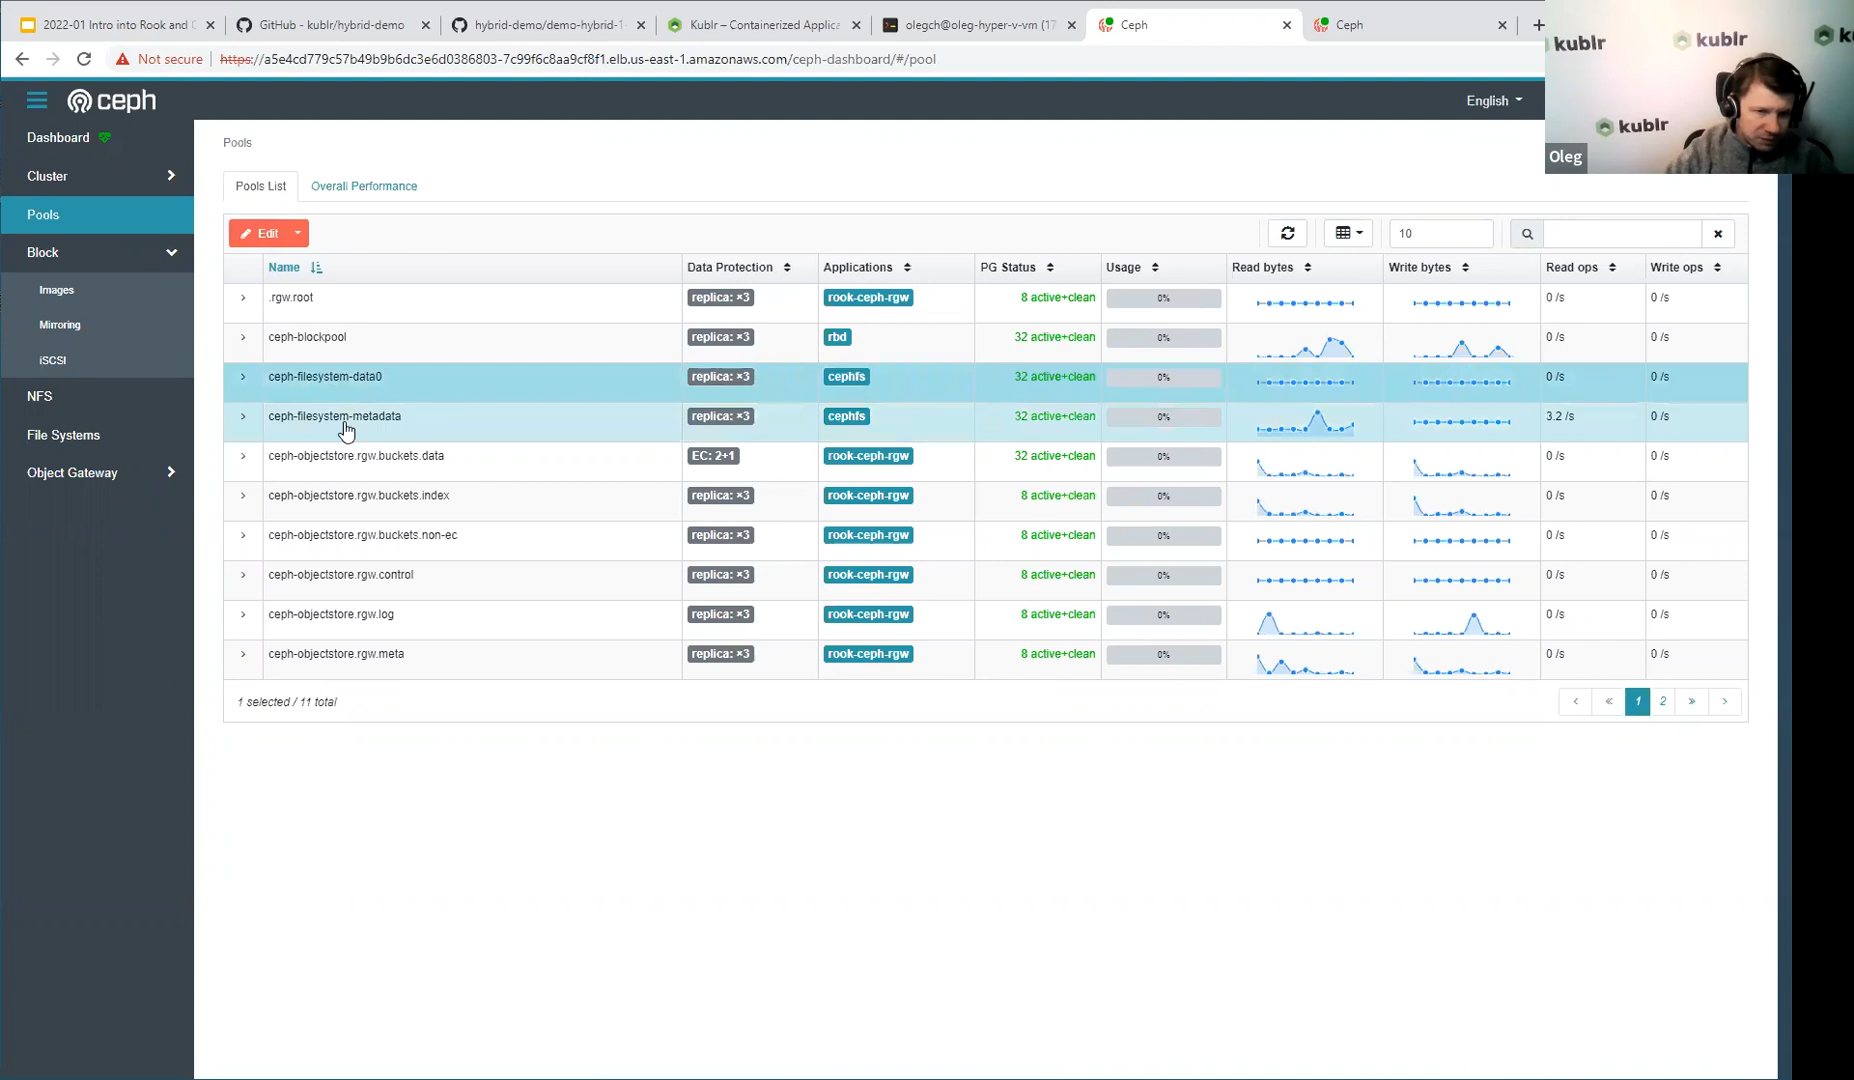 2022-01 Intro into Rook and C
GitHub - kublr/hybrid-demo
hybrid-demo/demo-hybrid-1
Kublr – Containerized Applica
olegch@oleg-hyper-v-vm (17
Ceph
Ceph
Not secure
https://a5e4cd779c57b49b9b6dc3e6d0386803-7c99f6c8aa9cf8f1.elb.us-east-1.amazonaws.com/ceph-dashboard/#/pool
kublr
kublr
kublr
Oleg
ceph
English
Dashboard
Cluster
Pools
Block
Images
Mirroring
iSCSI
NFS
File Systems
Object Gateway
Pools
Pools List Overall Performance
Edit
10
Name Data Protection Applications PG Status Usage Read bytes Write bytes Read ops Write ops
.rgw.root replica: ×3 rook-ceph-rgw 8 active+clean 0% 0 /s 0 /s
ceph-blockpool replica: ×3 rbd 32 active+clean 0% 0 /s 0 /s
ceph-filesystem-data0 replica: ×3 cephfs 32 active+clean 0% 0 /s 0 /s
ceph-filesystem-metadata replica: ×3 cephfs 32 active+clean 0% 3.2 /s 0 /s
ceph-objectstore.rgw.buckets.data EC: 2+1 rook-ceph-rgw 32 active+clean 0% 0 /s 0 /s
ceph-objectstore.rgw.buckets.index replica: ×3 rook-ceph-rgw 8 active+clean 0% 0 /s 0 /s
ceph-objectstore.rgw.buckets.non-ec replica: ×3 rook-ceph-rgw 8 active+clean 0% 0 /s 0 /s
ceph-objectstore.rgw.control replica: ×3 rook-ceph-rgw 8 active+clean 0% 0 /s 0 /s
ceph-objectstore.rgw.log replica: ×3 rook-ceph-rgw 8 active+clean 0% 0 /s 0 /s
ceph-objectstore.rgw.meta replica: ×3 rook-ceph-rgw 8 active+clean 0% 0 /s 0 /s
1 selected / 11 total
‹ « 1 2 » ›